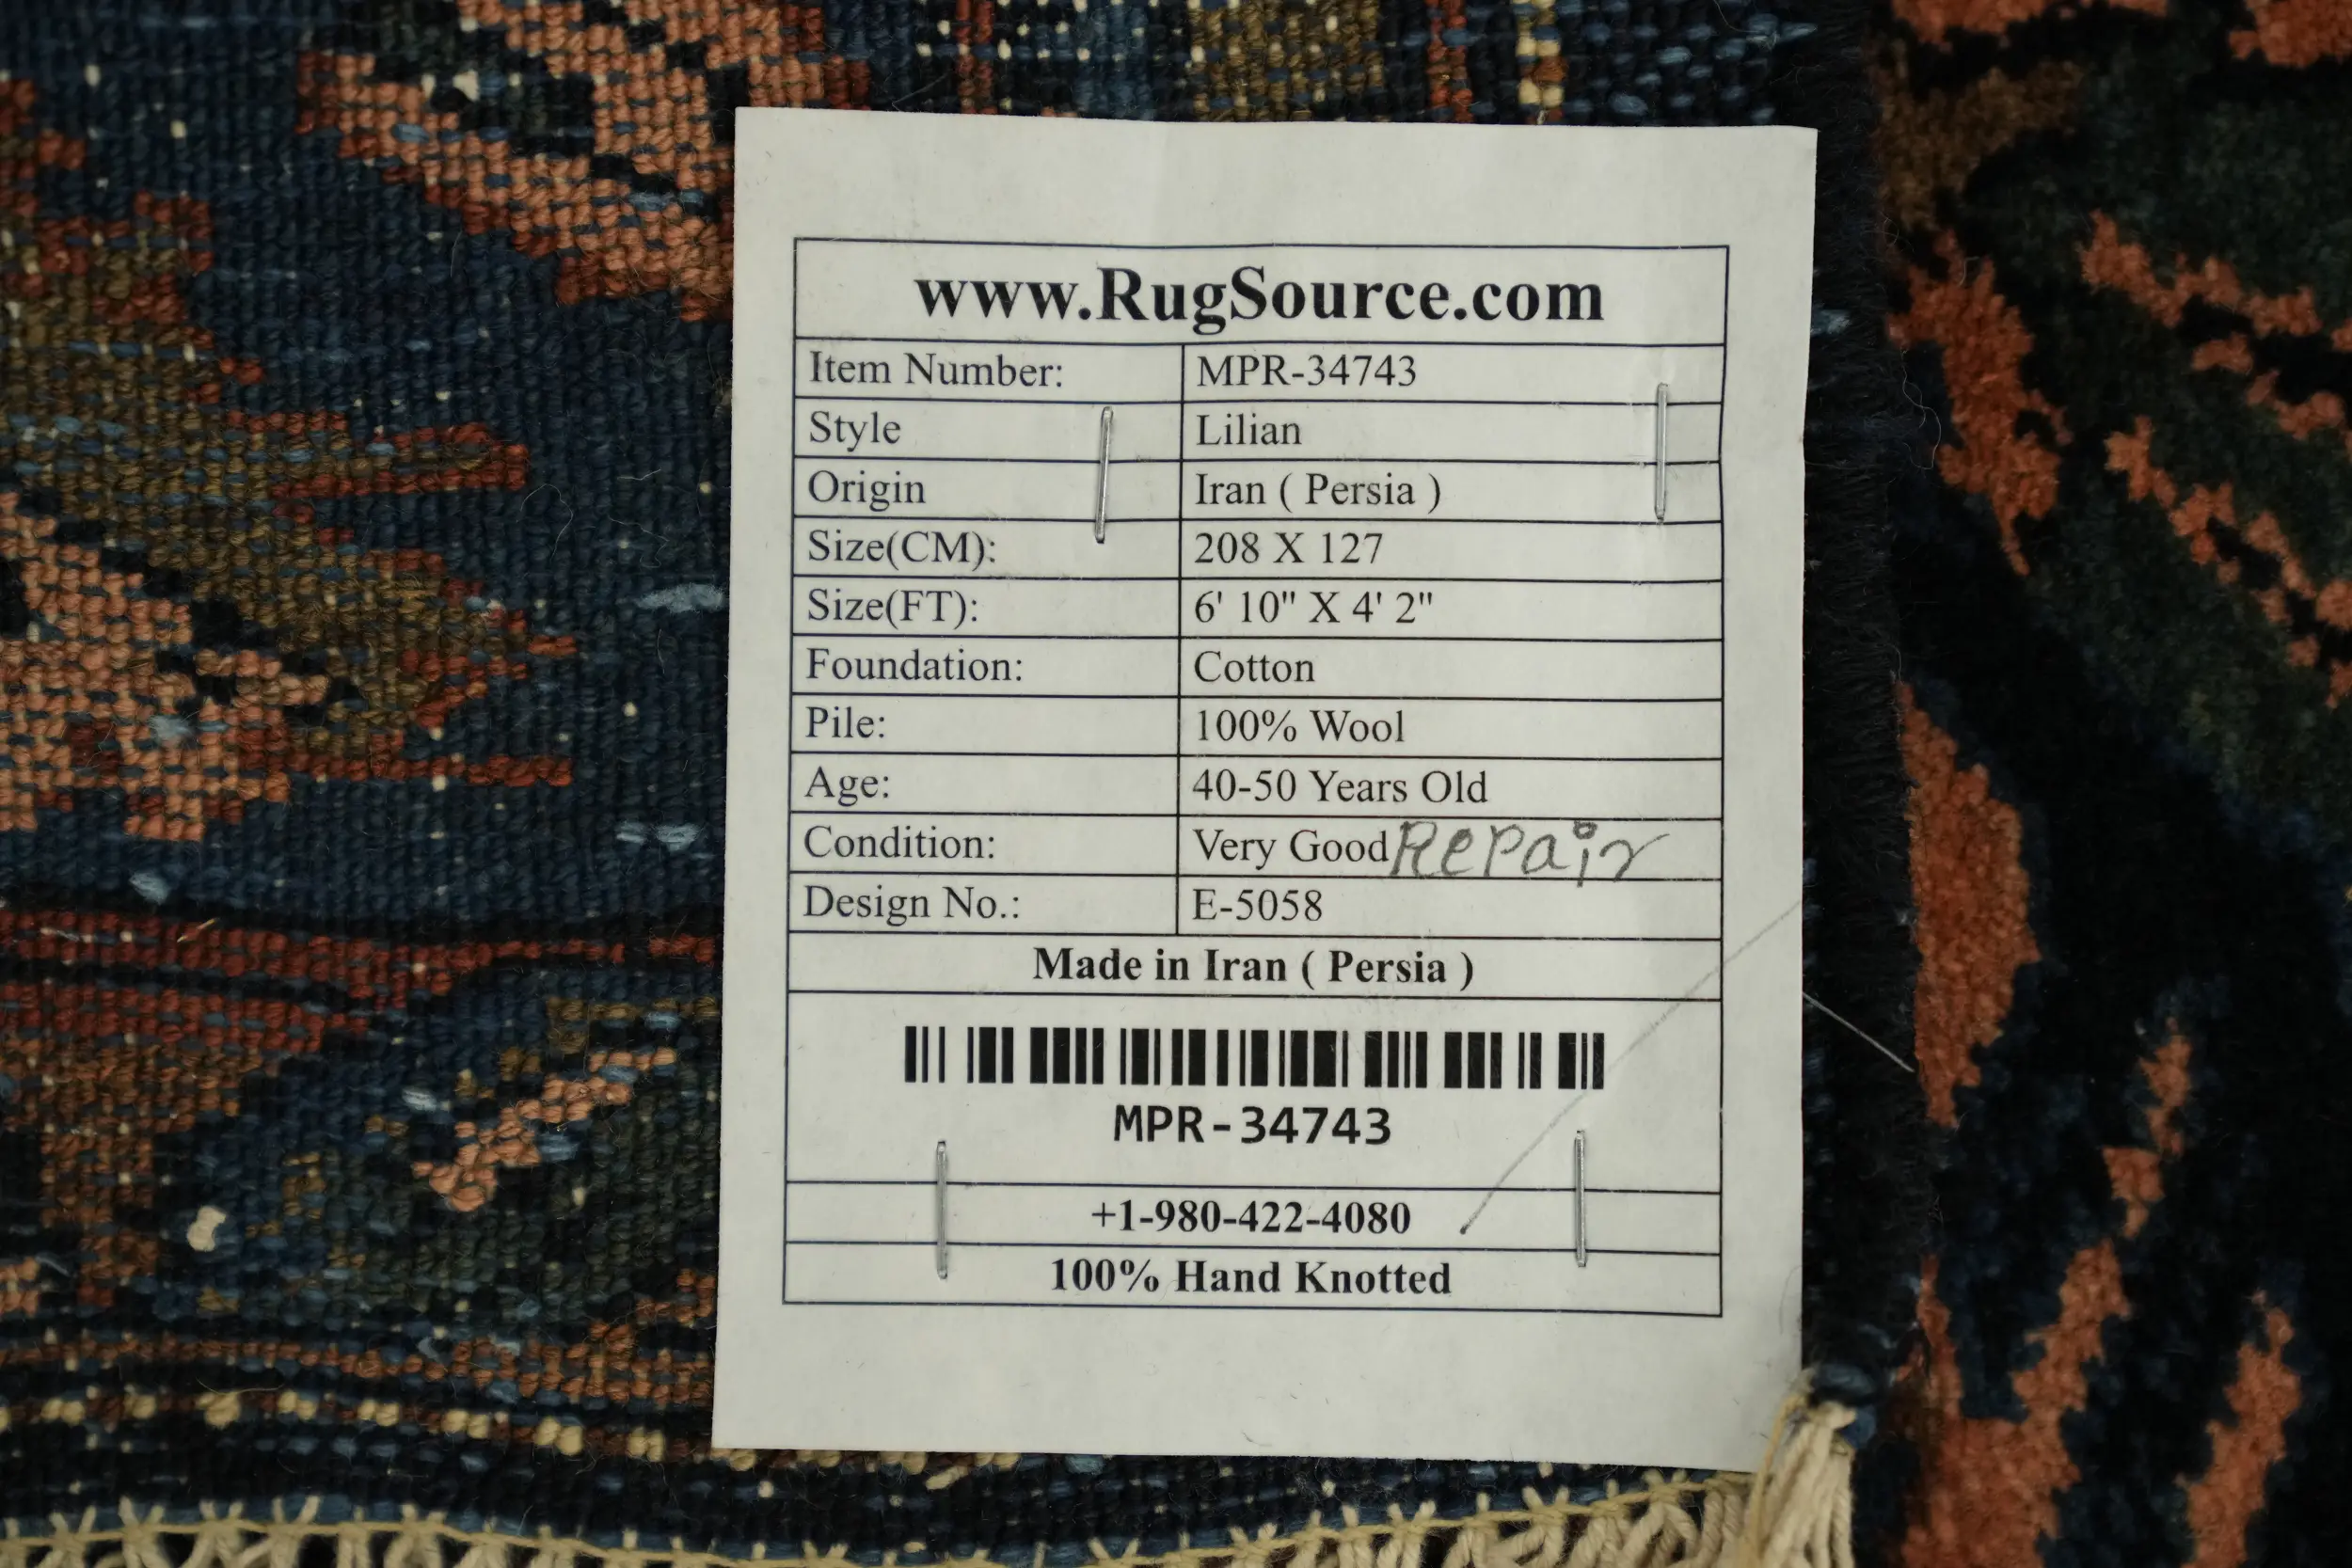 www.RugSource.com
Item Number: MPR-34743
Style Lilian
Origin Iran ( Persia )
Size(CM): 208 X 127
Size(FT): 6' 10" X 4' 2"
Foundation: Cotton
Pile: 100% Wool
Age: 40-50 Years Old
Condition: Very Good Repair
Design No.: E-5058
Made in Iran ( Persia )
MPR-34743
+1-980-422-4080
100% Hand Knotted